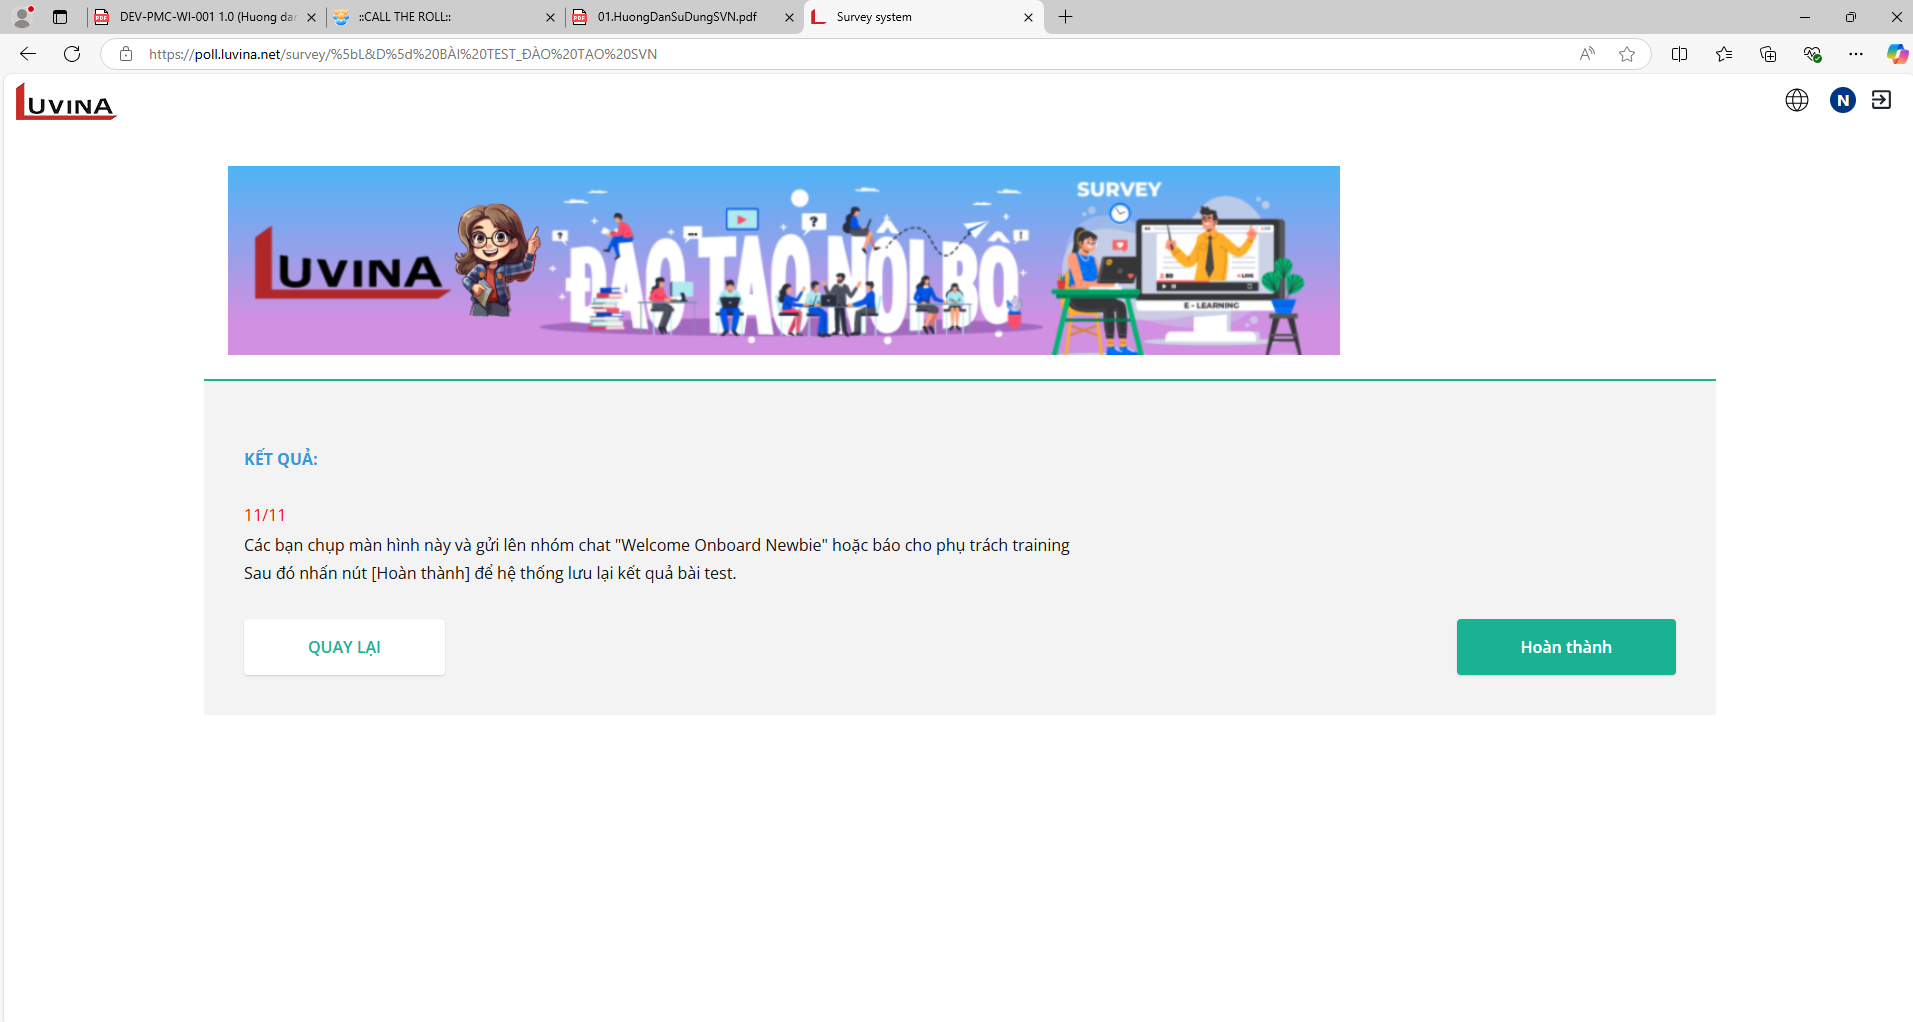 DEV-PMC-WI-001 1.0 (Huong dan
::CALL THE ROLL::
01.HuongDanSuDungSVN.pdf
Survey system
https://poll.luvina.net/survey/%5bL&D%5d%20BÀI%20TEST_ĐÀO%20TẠO%20SVN
LUVINA
N
SURVEY
LUVINA
ĐÀO TẠO NỘI BỘ
E - LEARNING
KẾT QUẢ:
11/11
Các bạn chụp màn hình này và gửi lên nhóm chat "Welcome Onboard Newbie" hoặc báo cho phụ trách training
Sau đó nhấn nút [Hoàn thành] để hệ thống lưu lại kết quả bài test.
QUAY LẠI
Hoàn thành